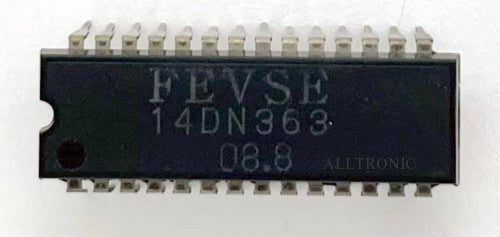 FEVSE
14DN363
08.8
ALLTRONIC